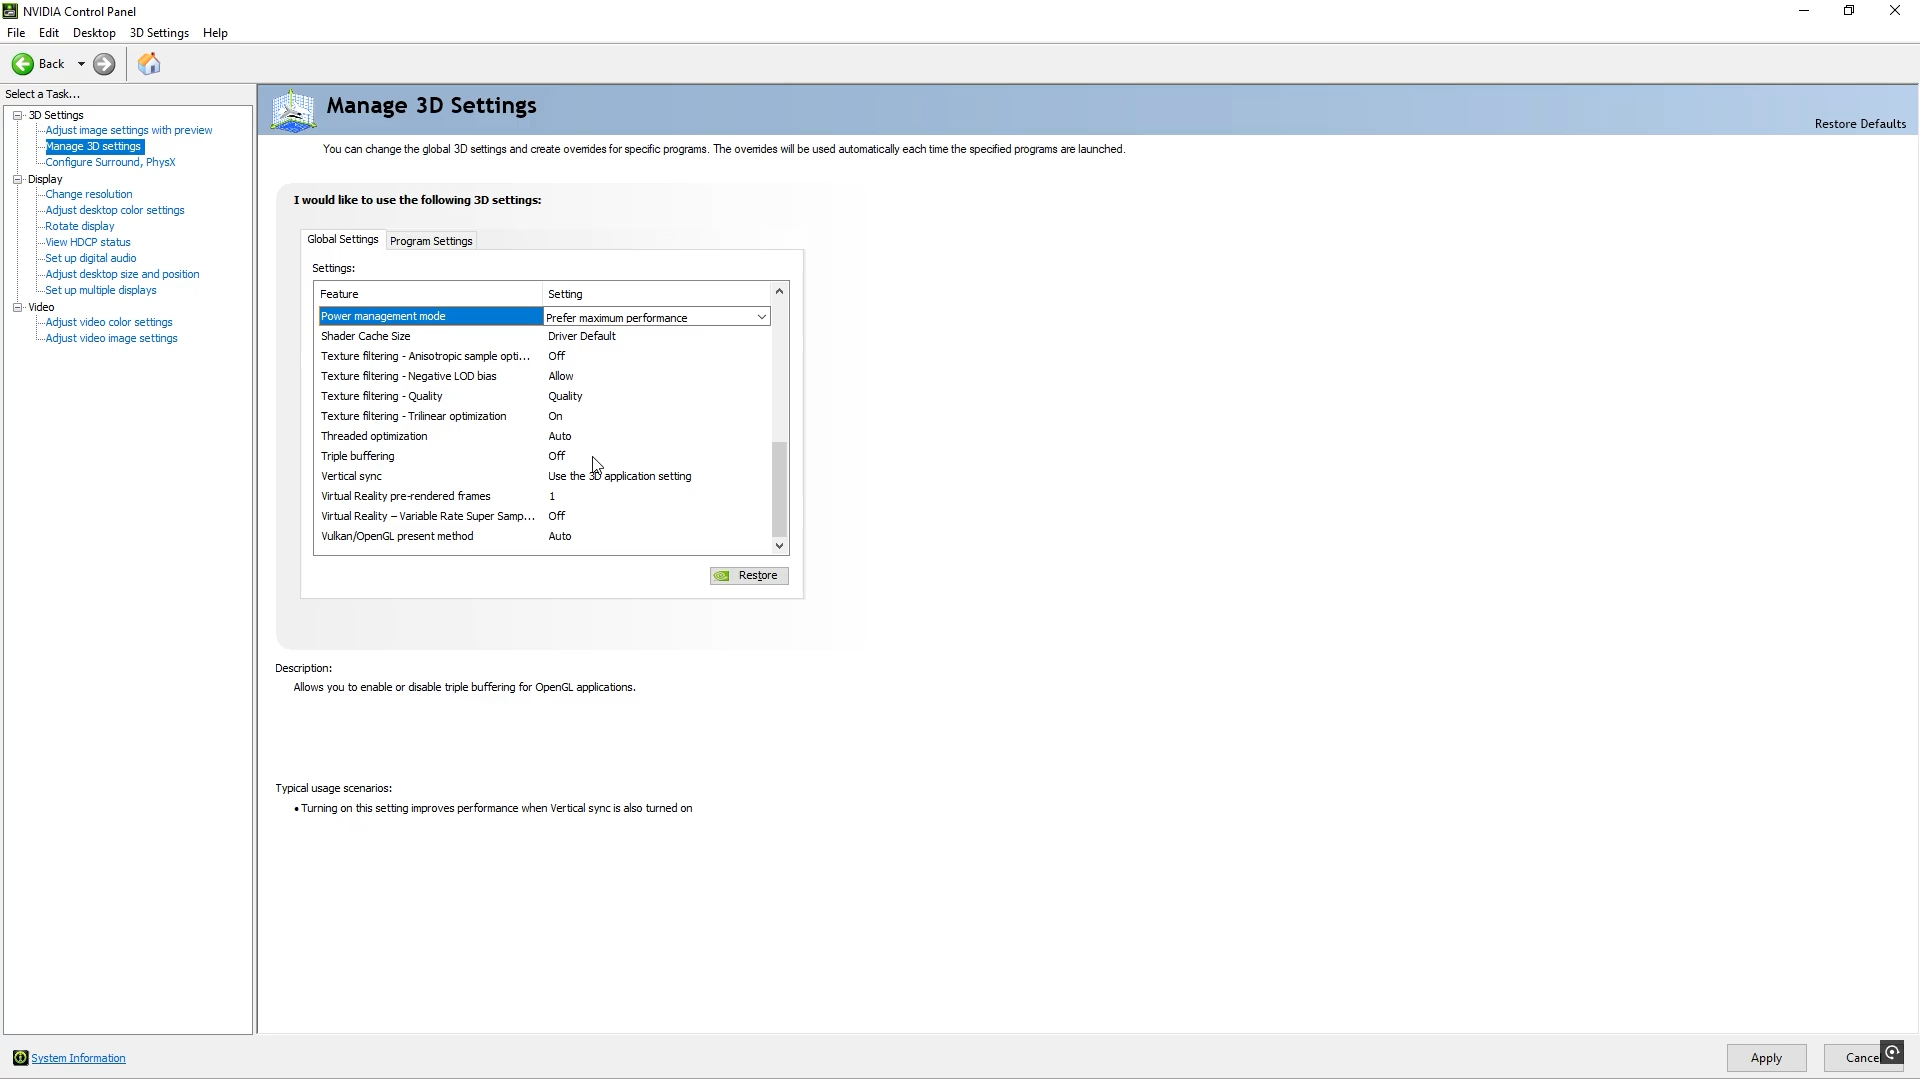 NVIDIA Control Panel
File Edit Desktop 3D Settings Help
Back
Select a Task...
3D Settings
Adjust image settings with preview
Manage 3D settings
Configure Surround, PhysX
Display
Change resolution
Adjust desktop color settings
Rotate display
View HDCP status
Set up digital audio
Adjust desktop size and position
Set up multiple displays
Video
Adjust video color settings
Adjust video image settings
Manage 3D Settings
Restore Defaults
You can change the global 3D settings and create overrides for specific programs. The overrides will be used automatically each time the specified programs are launched.
I would like to use the following 3D settings:
Global Settings Program Settings
Settings:
Feature Setting
Power management mode Prefer maximum performance
Shader Cache Size Driver Default
Texture filtering - Anisotropic sample opti... Off
Texture filtering - Negative LOD bias Allow
Texture filtering - Quality Quality
Texture filtering - Trilinear optimization On
Threaded optimization Auto
Triple buffering Off
Vertical sync Use the 3D application setting
Virtual Reality pre-rendered frames 1
Virtual Reality – Variable Rate Super Samp... Off
Vulkan/OpenGL present method Auto
Restore
Description:
Allows you to enable or disable triple buffering for OpenGL applications.
Typical usage scenarios:
• Turning on this setting improves performance when Vertical sync is also turned on
System Information
Apply Cancel